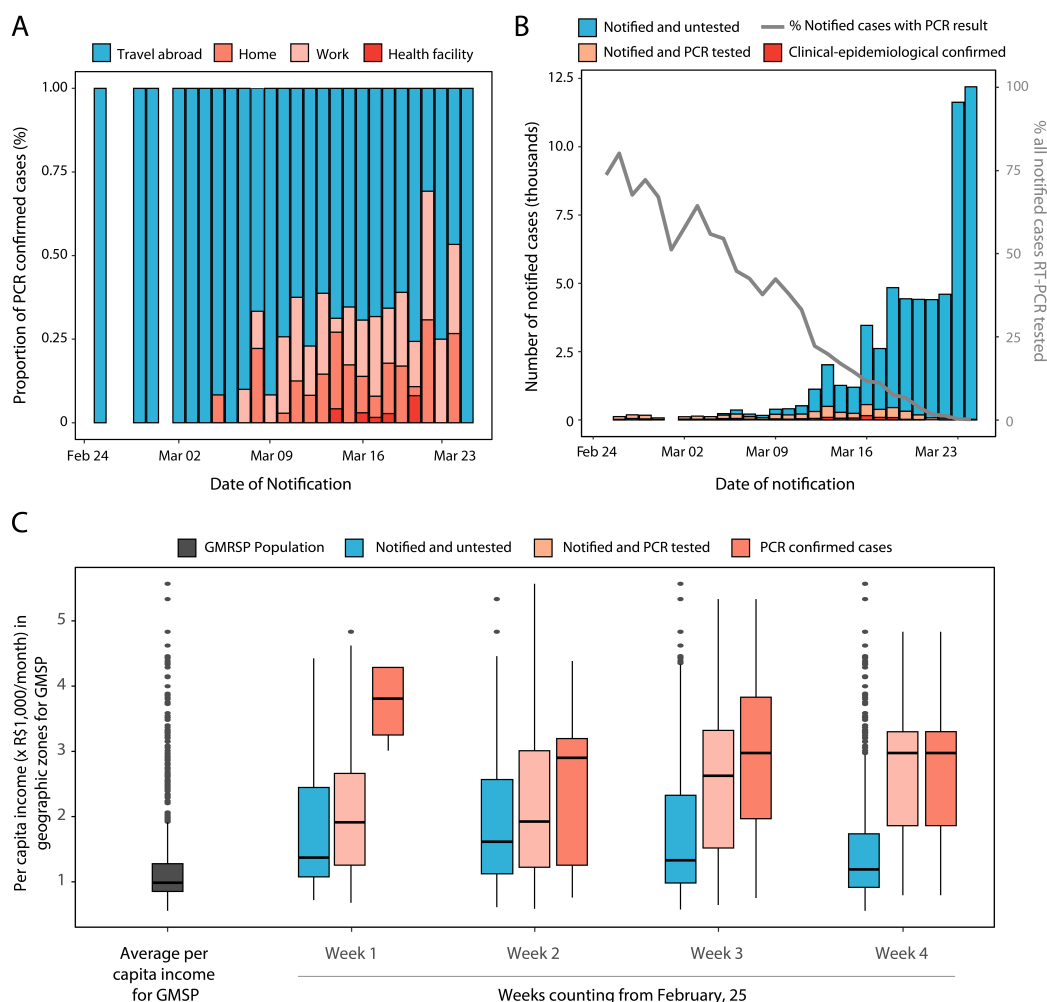 A
Travel abroad
Home
Work
Health facility
Proportion of PCR confirmed cases (%)
1.00
0.75
0.50
0.25
0
Feb 24
Mar 02
Mar 09
Mar 16
Mar 23
Date of Notification
B
Notified and untested
% Notified cases with PCR result
Notified and PCR tested
Clinical-epidemiological confirmed
Number of notified cases (thousands)
12.5
10.0
7.5
5.0
2.5
0
100
75
50
25
0
% all notified cases RT-PCR
tested
Feb 24
Mar 02
Mar 09
Mar 16
Mar 23
Date of notification
C
GMRSP Population
Notified and untested
Notified and PCR tested
PCR confirmed cases
Per capita income (x R$1,000/month) in
geographic zones for GMSP
5
4
3
2
1
Average per
capita income
for GMSP
Week 1
Week 2
Week 3
Week 4
Weeks counting from February, 25